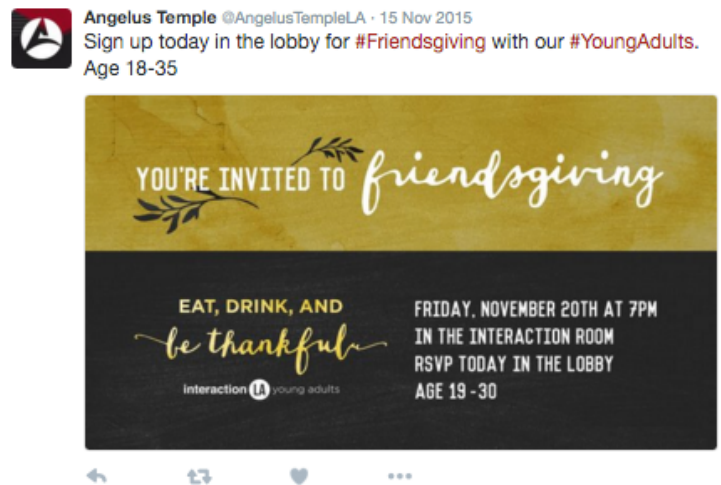 Angelus Temple @AngelusTempleLA · 15 Nov 2015
Sign up today in the lobby for #Friendsgiving with our #YoungAdults.
Age 18-35
YOU'RE INVITED TO friendsgiving
EAT, DRINK, AND
be thankful
interaction LA young adults
FRIDAY, NOVEMBER 20TH AT 7PM
IN THE INTERACTION ROOM
RSVP TODAY IN THE LOBBY
AGE 19-30